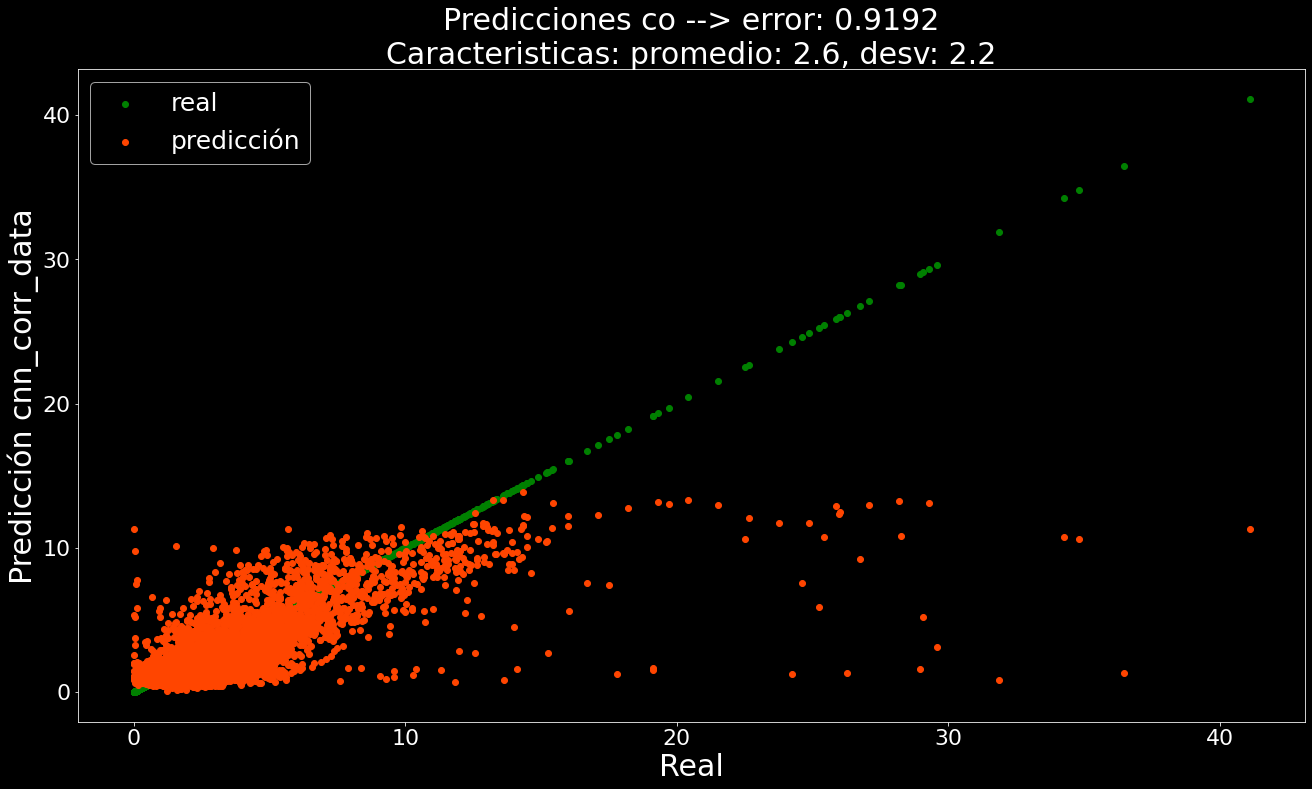 Predicciones co --> error: 0.9192
Caracteristicas: promedio: 2.6, desv: 2.2
real
predicción
Predicción cnn_corr_data
40
30
20
10
0
0 10 20 30 40
Real